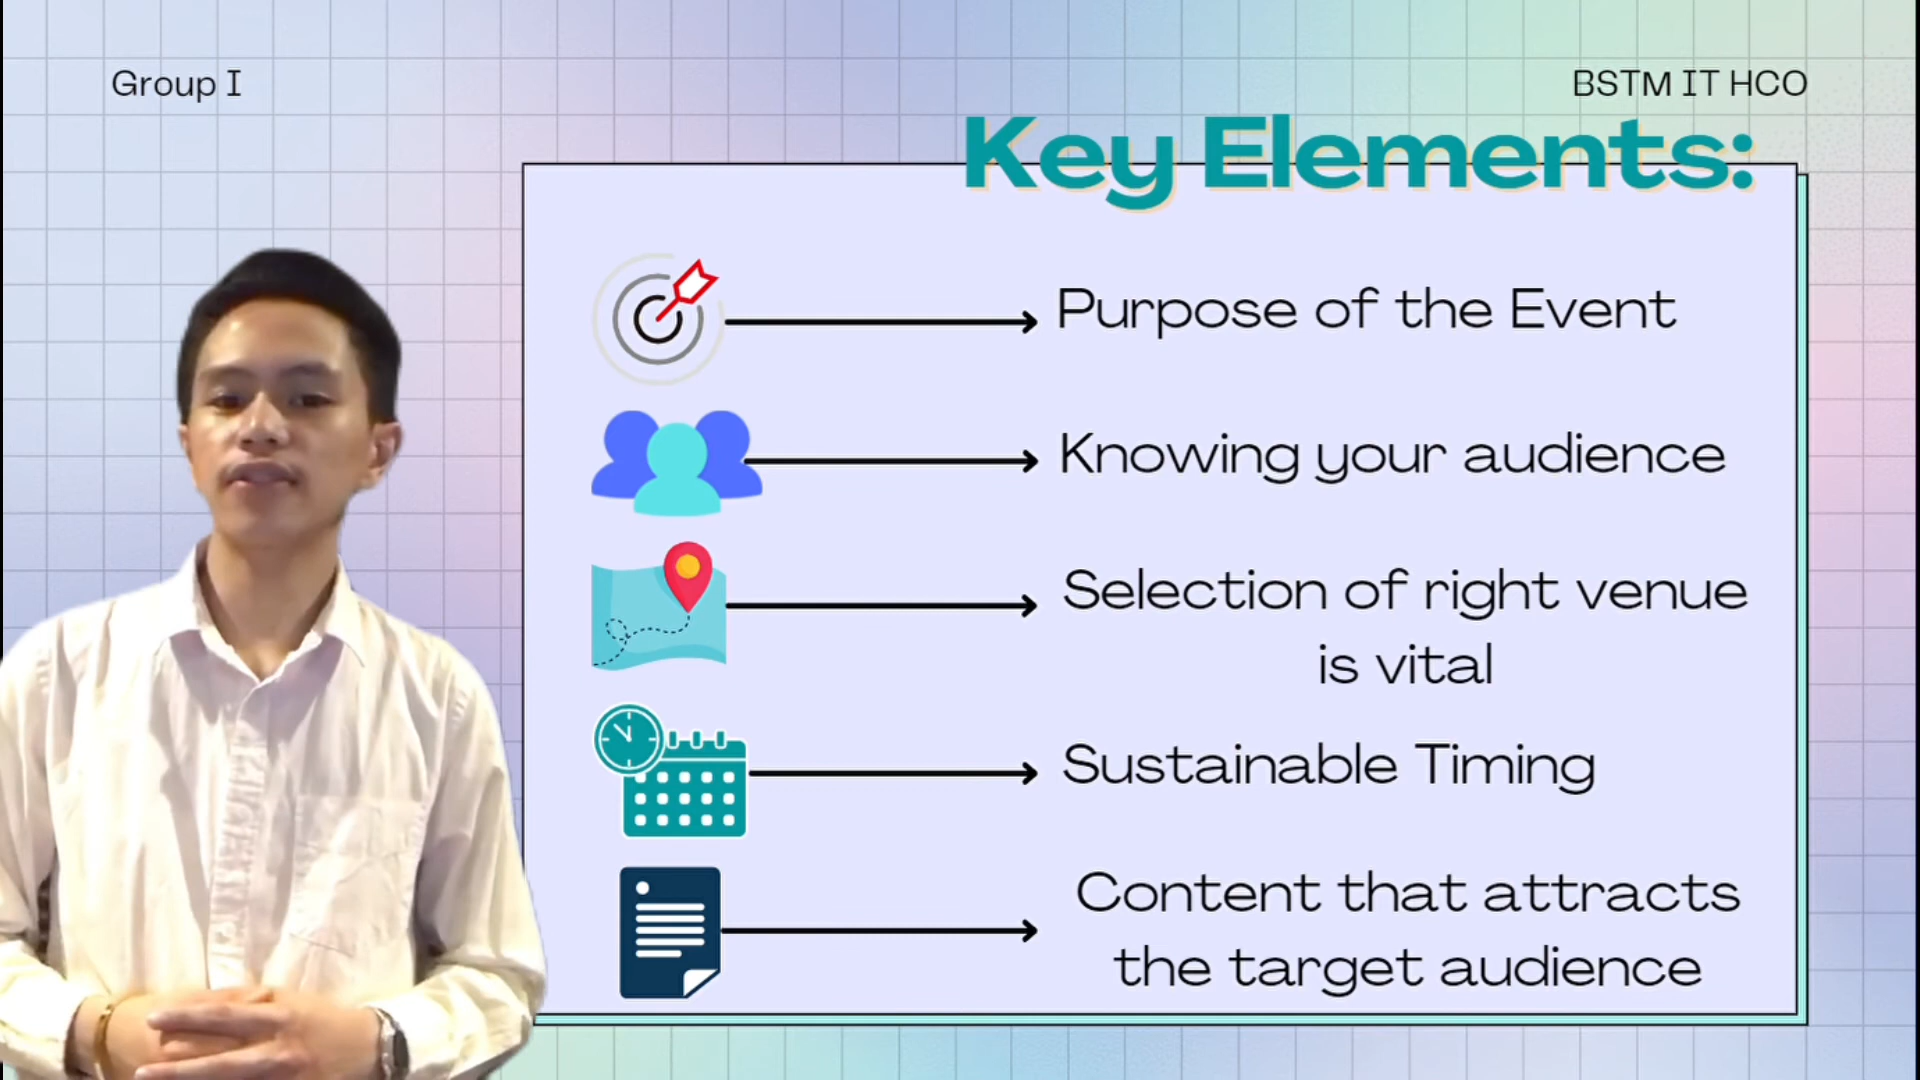 Group I
BSTM IT HCO
Key Elements:
Purpose of the Event
Knowing your audience
Selection of right venue
is vital
Sustainable Timing
Content that attracts
the target audience